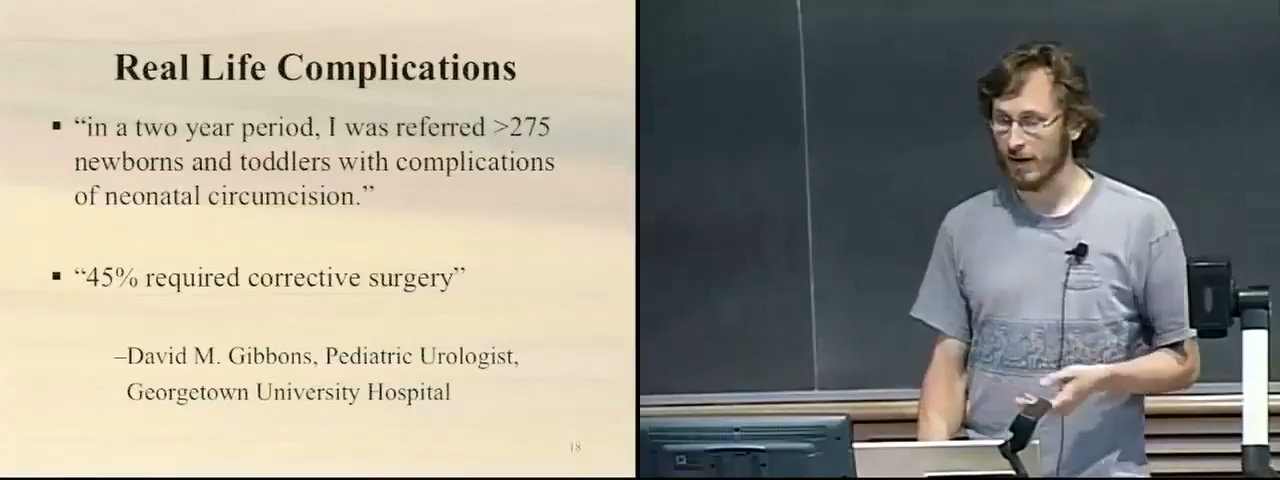 Real Life Complications
▪ “in a two year period, I was referred >275
newborns and toddlers with complications
of neonatal circumcision.”
▪ “45% required corrective surgery”
–David M. Gibbons, Pediatric Urologist,
Georgetown University Hospital
18